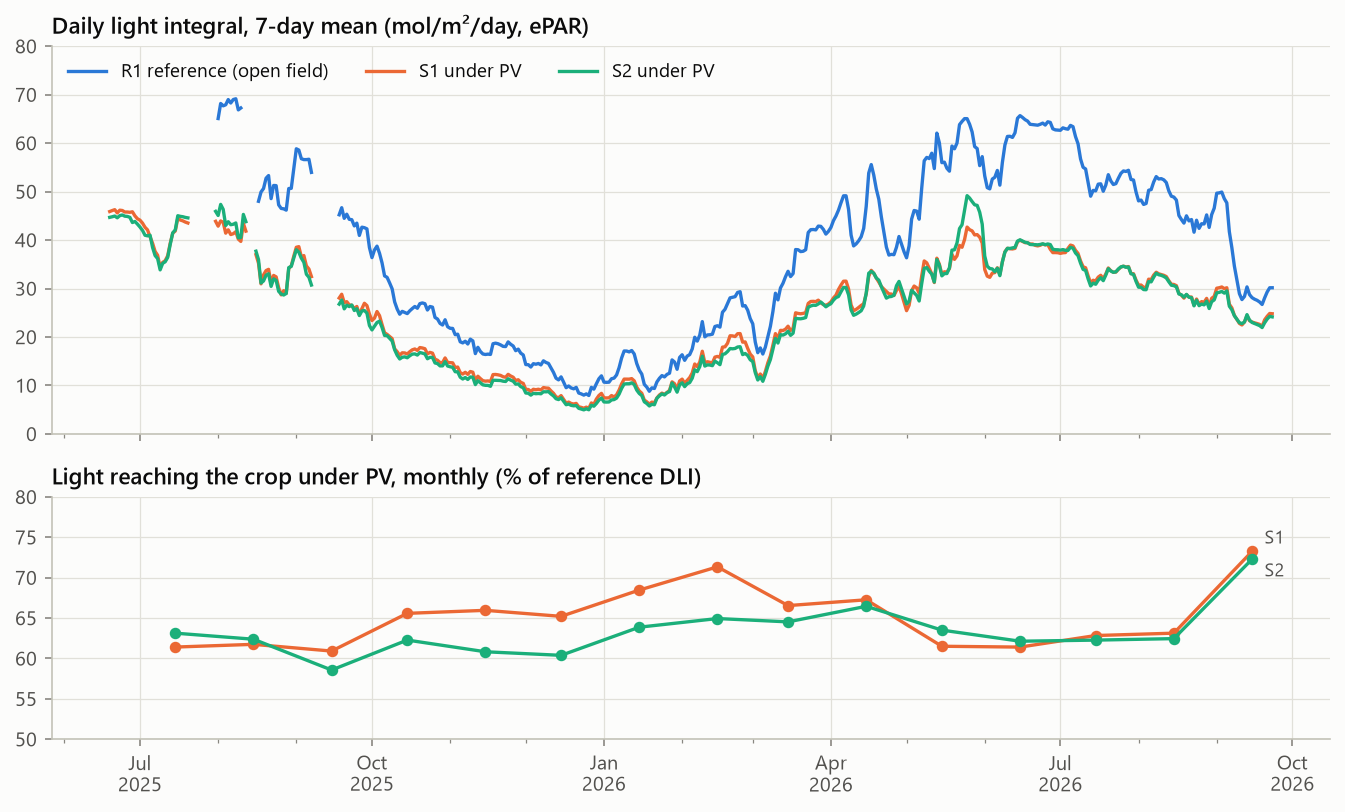 Daily light integral, 7-day mean (mol/m²/day, ePAR)
80
R1 reference (open field) S1 under PV S2 under PV
70
60
50
40
30
20
10
0
Light reaching the crop under PV, monthly (% of reference DLI)
80
75
S1
70
S2
65
60
55
50
Jul Oct Jan Apr Jul Oct
2025 2025 2026 2026 2026 2026